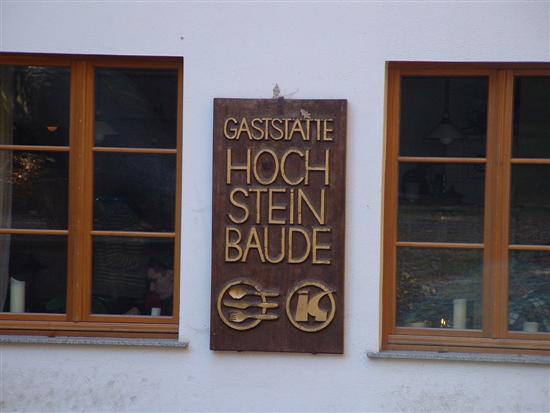 GASTSTÄTTE
HOCH
STEIN
BAUDE
K